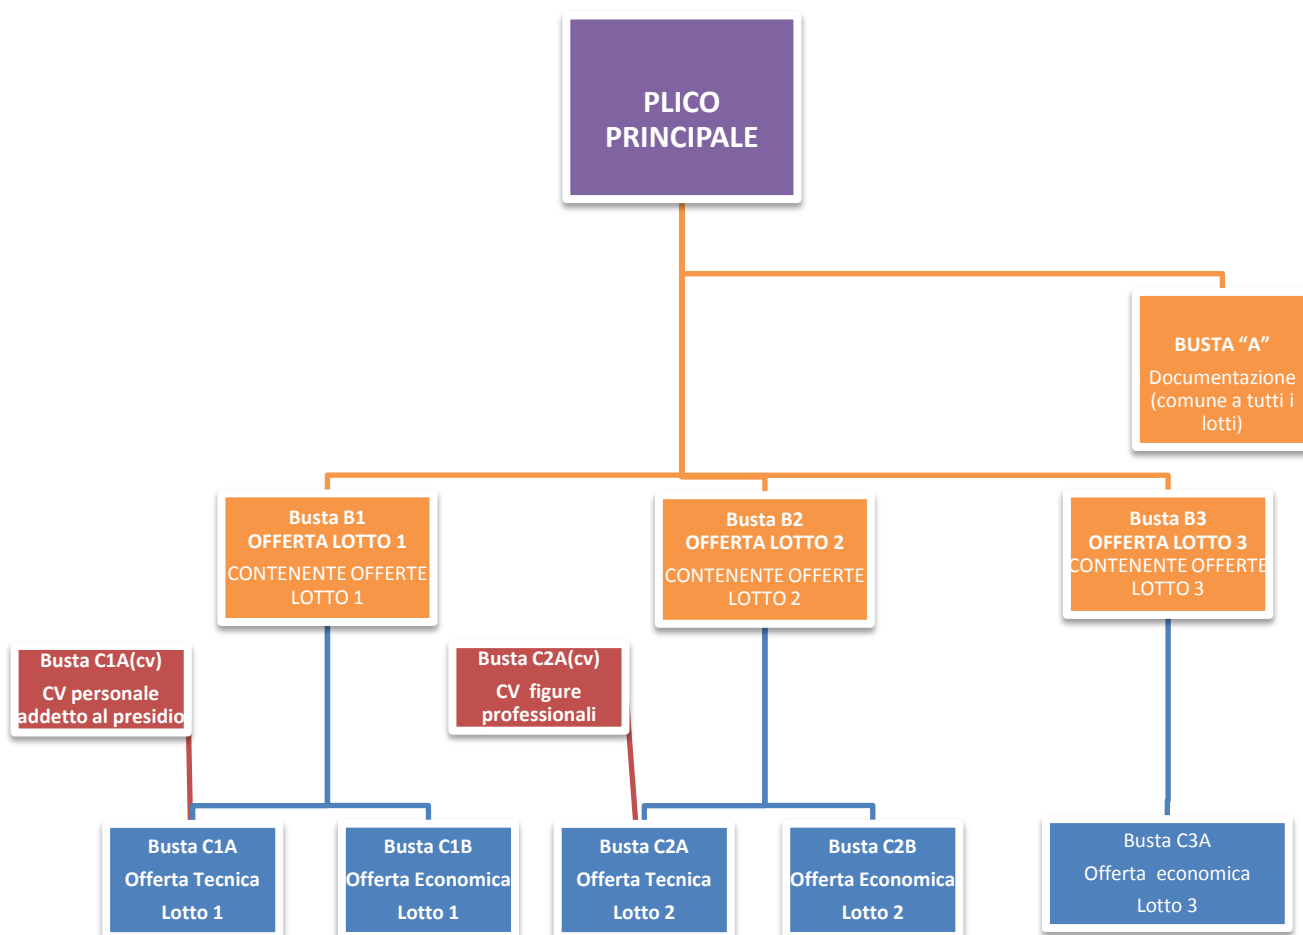 PLICO
PRINCIPALE
BUSTA “A”
Documentazione
(comune a tutti i
lotti)
Busta B1
OFFERTA LOTTO 1
CONTENENTE OFFERTE
LOTTO 1
Busta B2
OFFERTA LOTTO 2
CONTENENTE OFFERTE
LOTTO 2
Busta B3
OFFERTA LOTTO 3
CONTENENTE OFFERTE
LOTTO 3
Busta C1A(cv)
CV personale
addetto al presidio
Busta C2A(cv)
CV figure
professionali
Busta C1A
Offerta Tecnica
Lotto 1
Busta C1B
Offerta Economica
Lotto 1
Busta C2A
Offerta Tecnica
Lotto 2
Busta C2B
Offerta Economica
Lotto 2
Busta C3A
Offerta economica
Lotto 3